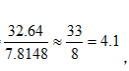 = 32.64/7.8148 ≈ 33/8 = 4.1 ,